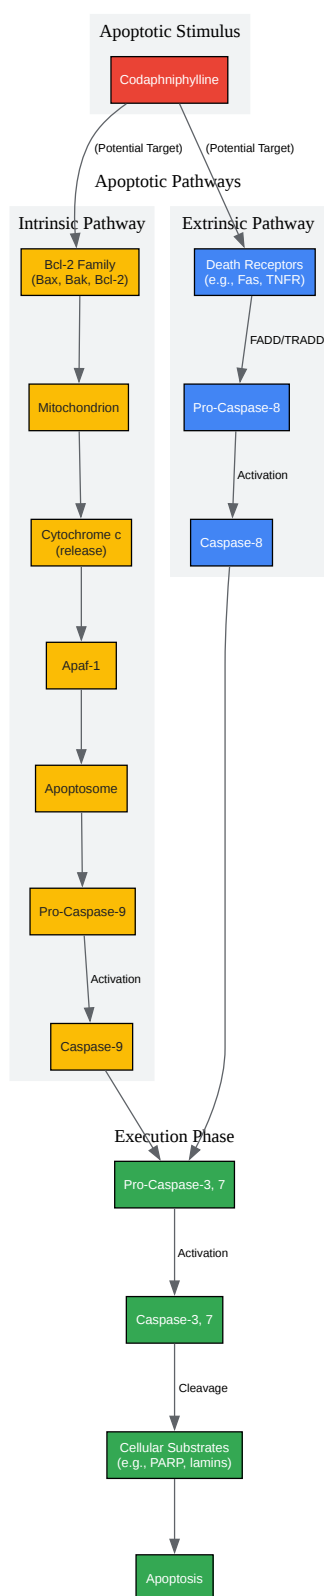 Apoptotic Stimulus
Codaphniphylline
(Potential Target)
(Potential Target)
Apoptotic Pathways
Intrinsic Pathway
Bcl-2 Family
(Bax, Bak, Bcl-2)
Mitochondrion
Cytochrome c
(release)
Apaf-1
Apoptosome
Pro-Caspase-9
Activation
Caspase-9
Extrinsic Pathway
Death Receptors
(e.g., Fas, TNFR)
FADD/TRADD
Pro-Caspase-8
Activation
Caspase-8
Execution Phase
Pro-Caspase-3, 7
Activation
Caspase-3, 7
Cleavage
Cellular Substrates
(e.g., PARP, lamins)
Apoptosis